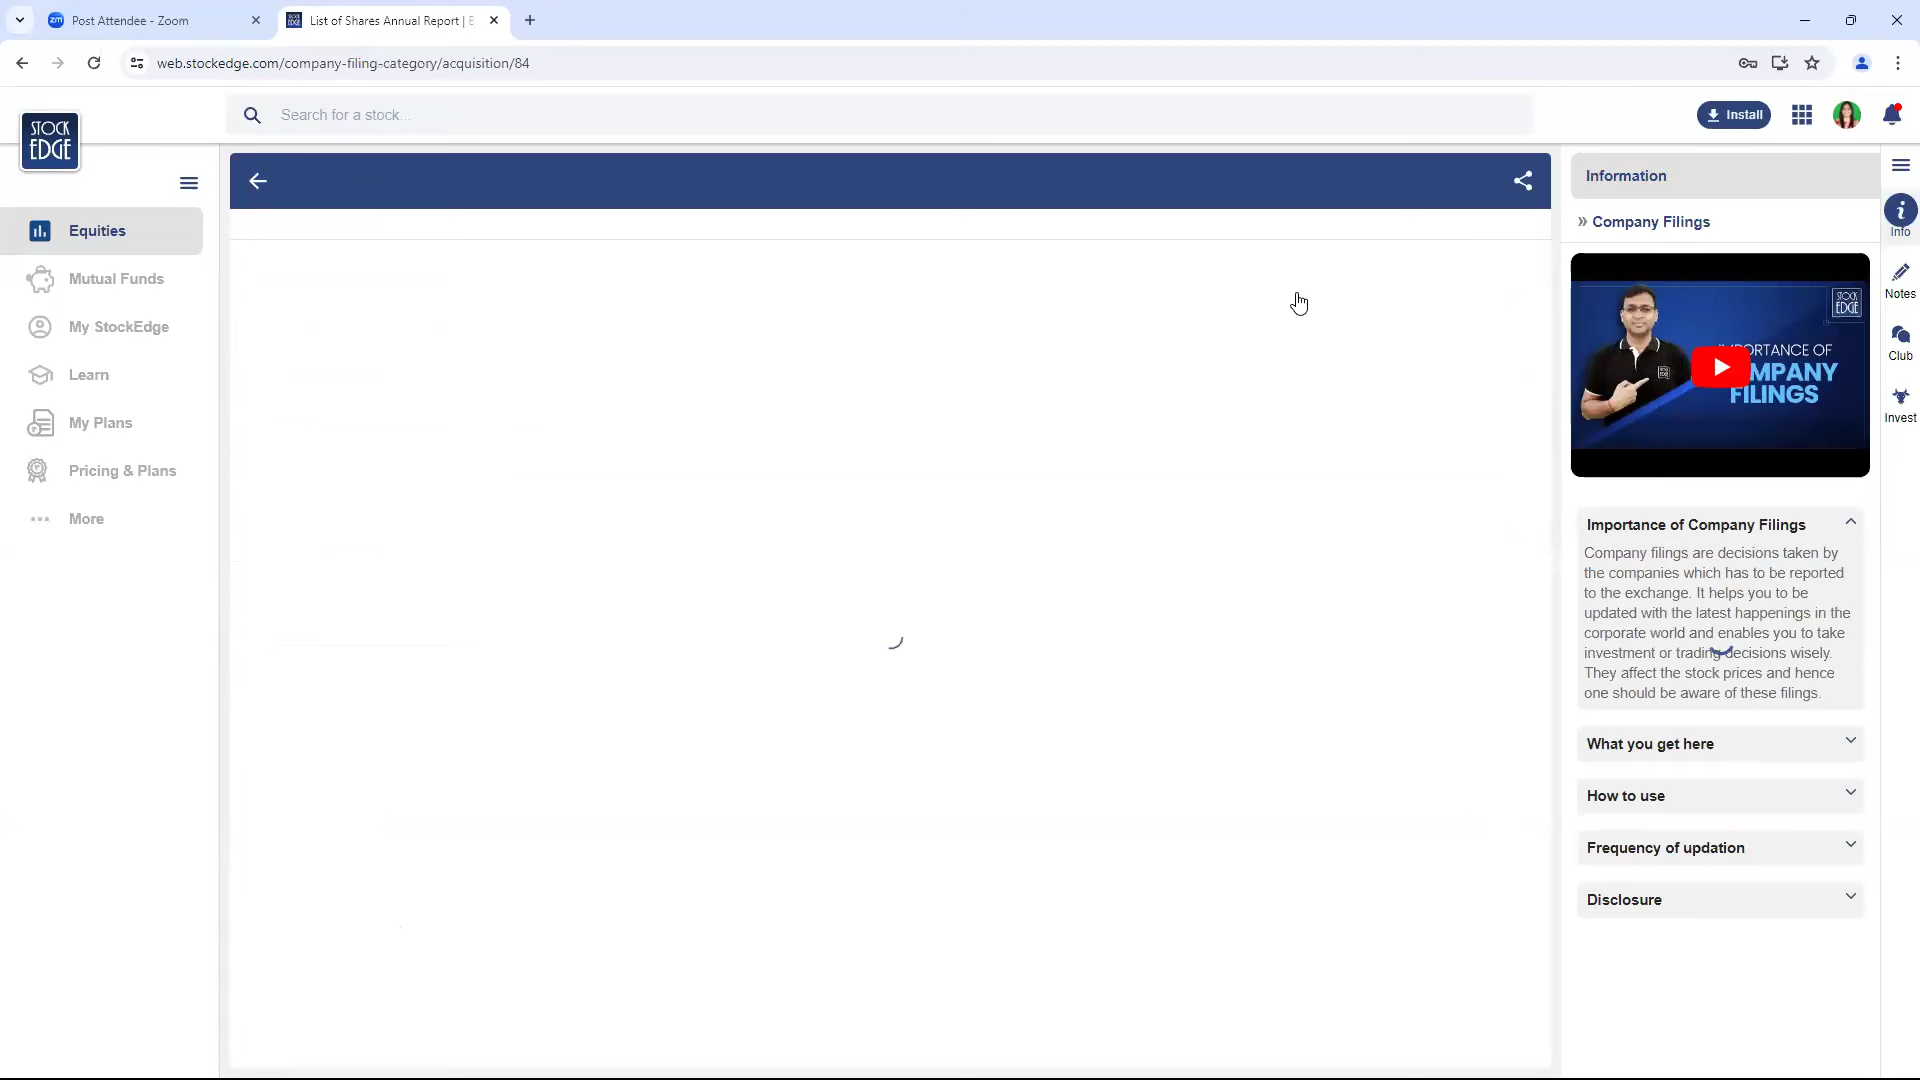 zm Post Attendee - Zoom
List of Shares Annual Report |
web.stockedge.com/company-filing-category/acquisition/84
STOCK
EDGE
Search for a stock...
Install
Equities
Mutual Funds
My StockEdge
Learn
My Plans
Pricing & Plans
More
Information
» Company Filings
STOCK
EDGE
IMPORTANCE OF
COMPANY
FILINGS
Importance of Company Filings
Company filings are decisions taken by
the companies which has to be reported
to the exchange. It helps you to be
updated with the latest happenings in the
corporate world and enables you to take
investment or trading decisions wisely.
They affect the stock prices and hence
one should be aware of these filings.
What you get here
How to use
Frequency of updation
Disclosure
Info
Notes
Club
Invest